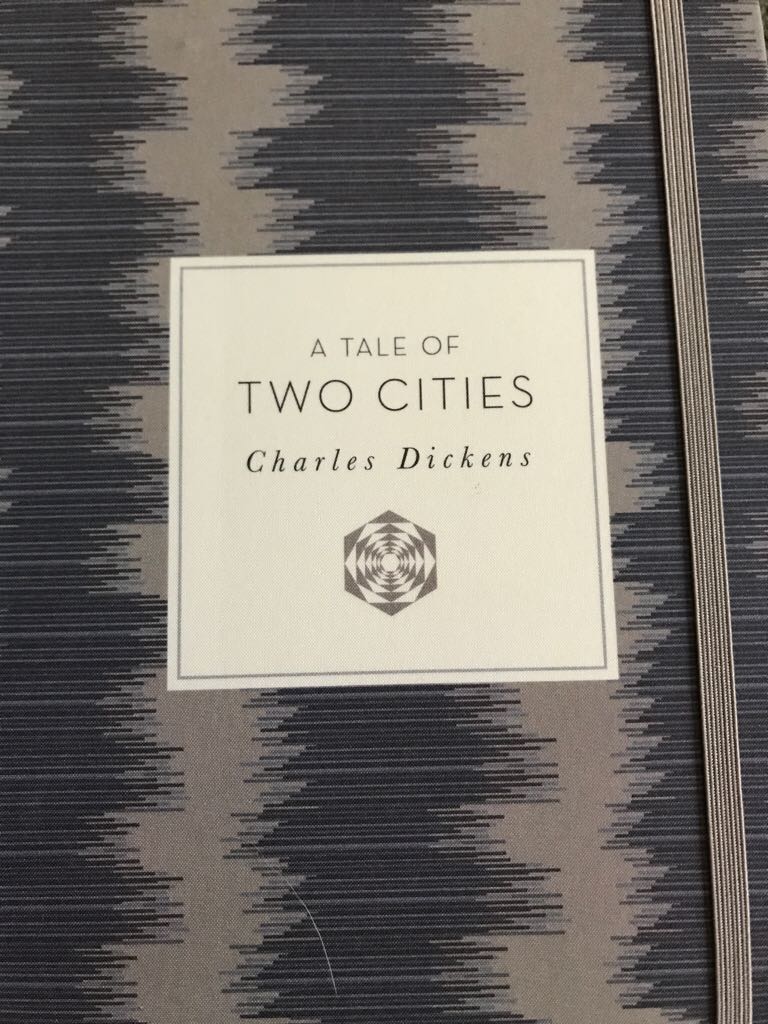 A TALE OF
TWO CITIES
Charles Dickens